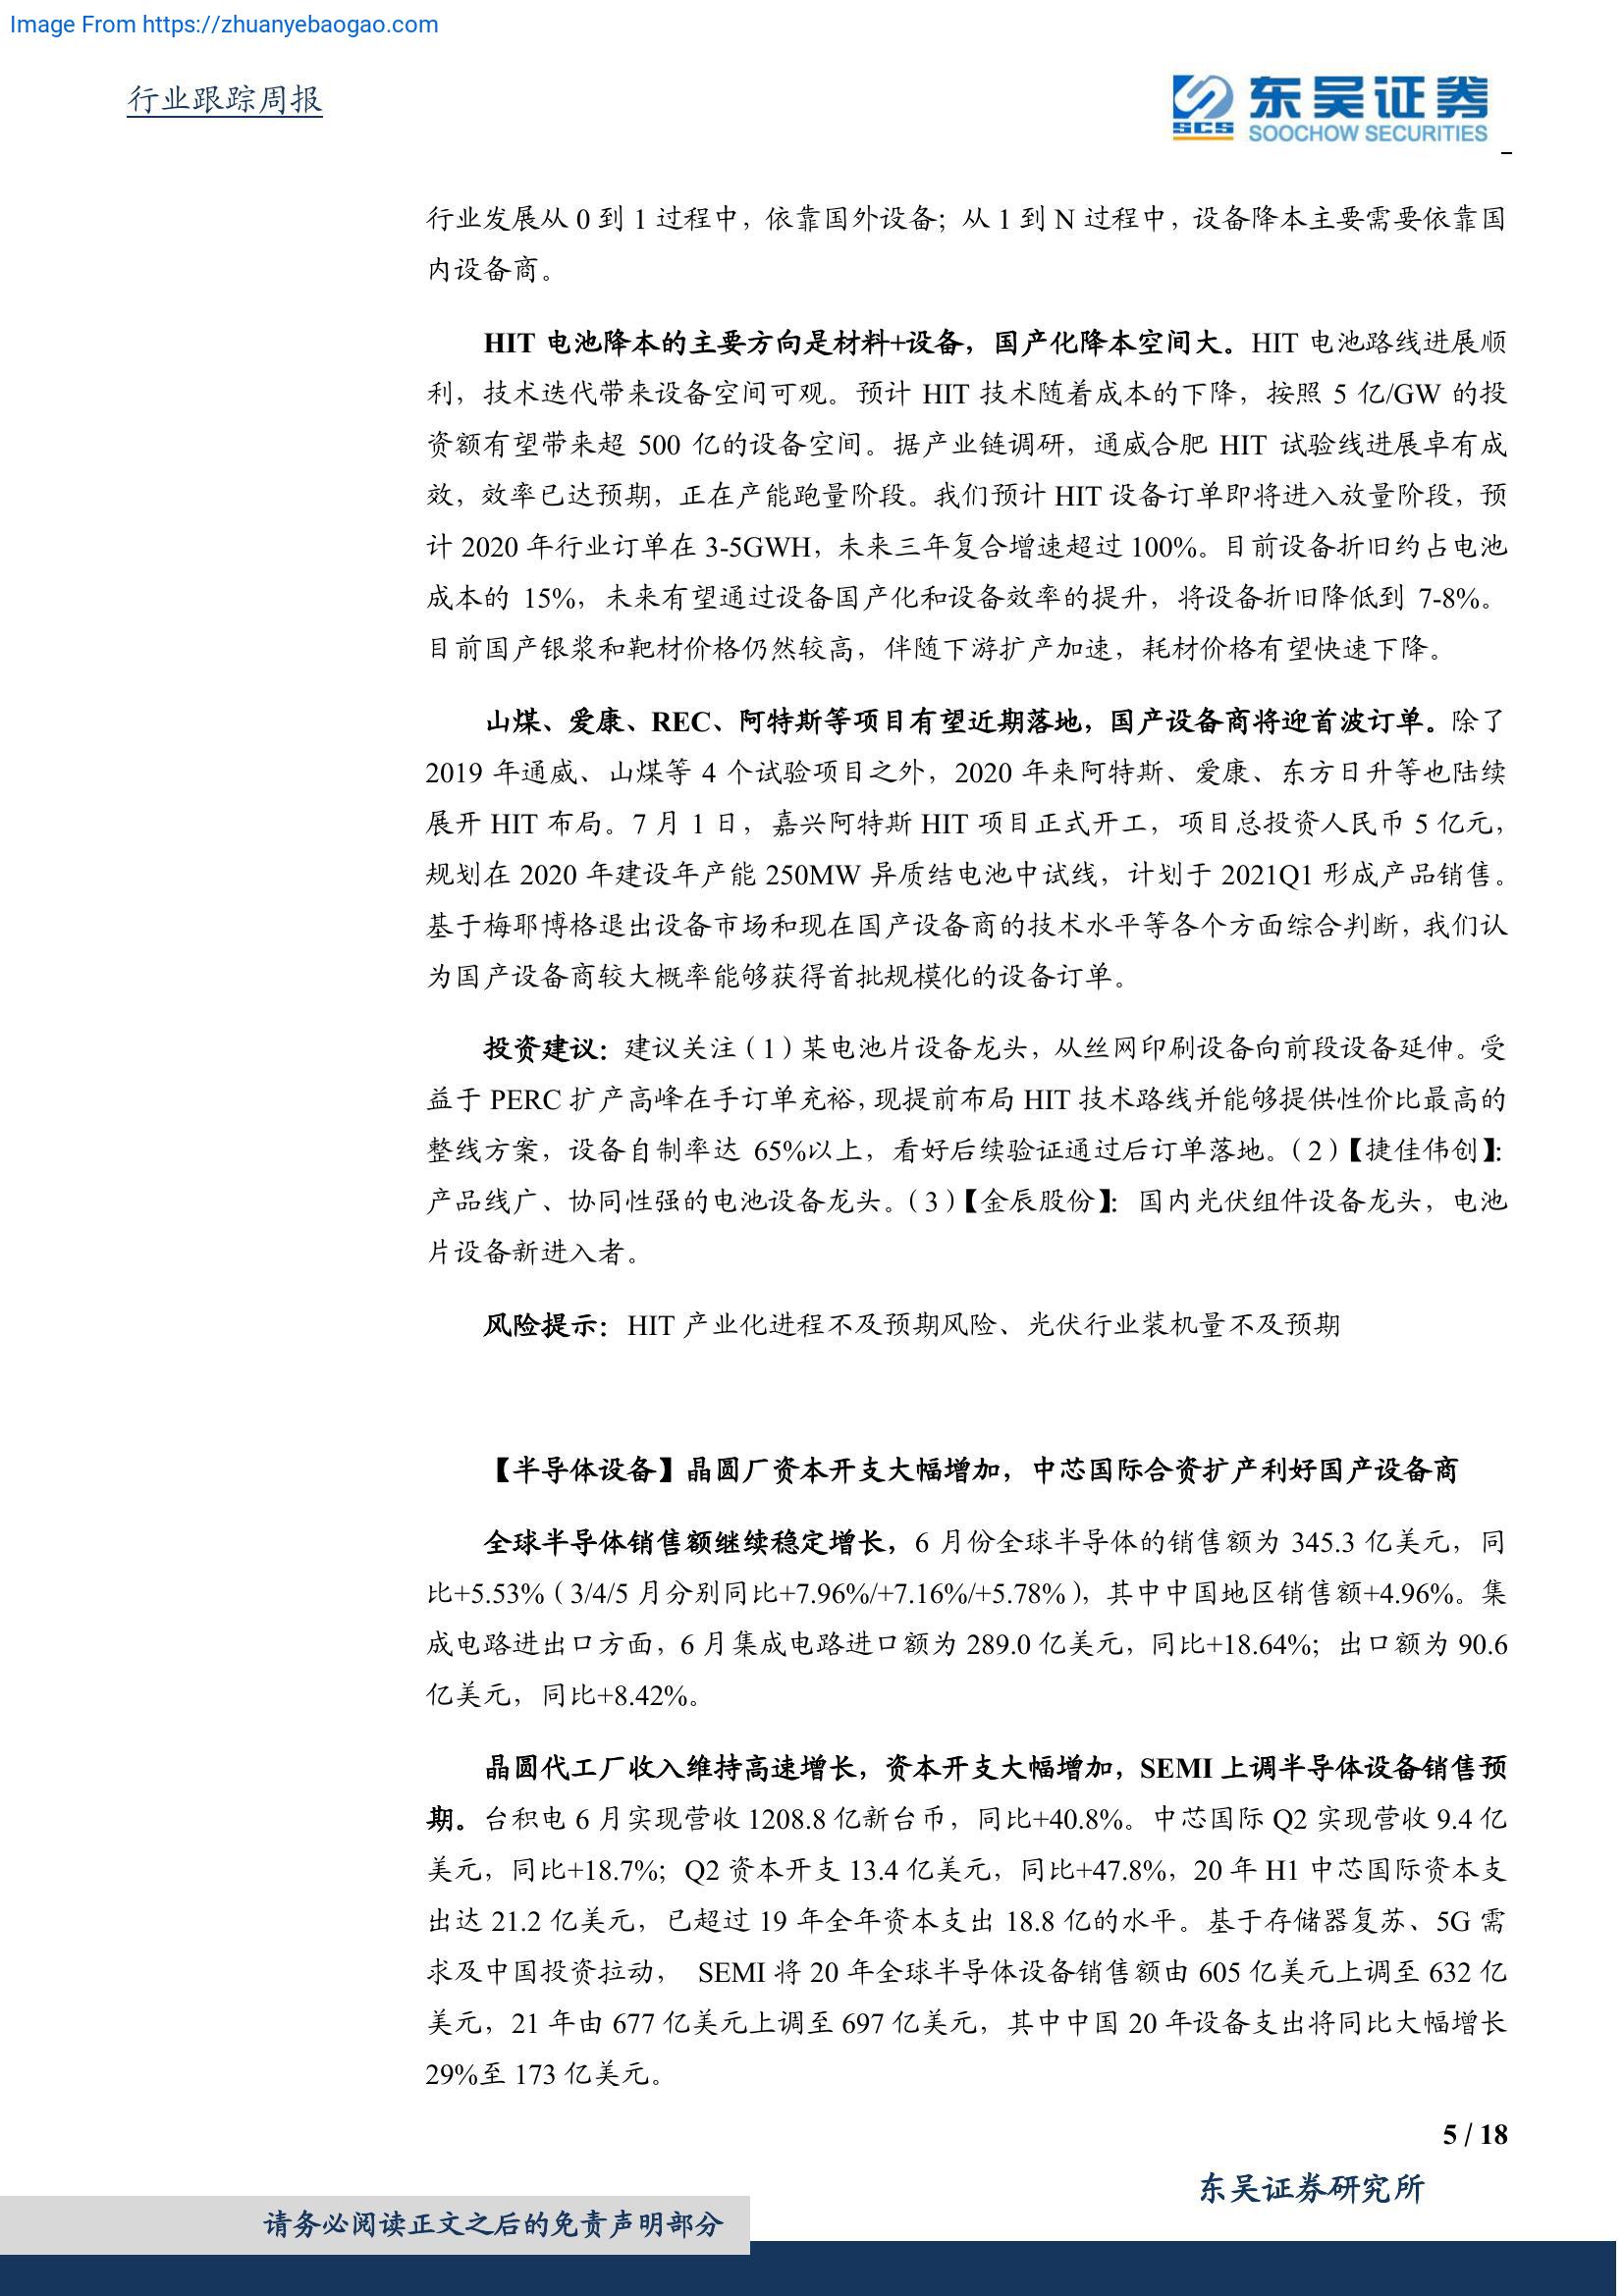 Image From https://zhuanyebaogao.com
行业跟踪周报
SCS
东吴证券
SOOCHOW SECURITIES
行业发展从 0 到 1 过程中，依靠国外设备；从 1 到 N 过程中，设备降本主要需要依靠国
内设备商。
HIT 电池降本的主要方向是材料+设备，国产化降本空间大。HIT 电池路线进展顺
利，技术迭代带来设备空间可观。预计 HIT 技术随着成本的下降，按照 5 亿/GW 的投
资额有望带来超 500 亿的设备空间。据产业链调研，通威合肥 HIT 试验线进展卓有成
效，效率已达预期，正在产能跑量阶段。我们预计 HIT 设备订单即将进入放量阶段，预
计 2020 年行业订单在 3-5GWH，未来三年复合增速超过 100%。目前设备折旧约占电池
成本的 15%，未来有望通过设备国产化和设备效率的提升，将设备折旧降低到 7-8%。
目前国产银浆和靶材价格仍然较高，伴随下游扩产加速，耗材价格有望快速下降。
山煤、爱康、REC、阿特斯等项目有望近期落地，国产设备商将迎首波订单。除了
2019 年通威、山煤等 4 个试验项目之外，2020 年来阿特斯、爱康、东方日升等也陆续
展开 HIT 布局。7 月 1 日，嘉兴阿特斯 HIT 项目正式开工，项目总投资人民币 5 亿元，
规划在 2020 年建设年产能 250MW 异质结电池中试线，计划于 2021Q1 形成产品销售。
基于梅耶博格退出设备市场和现在国产设备商的技术水平等各个方面综合判断，我们认
为国产设备商较大概率能够获得首批规模化的设备订单。
投资建议：建议关注（1）某电池片设备龙头，从丝网印刷设备向前段设备延伸。受
益于 PERC 扩产高峰在手订单充裕，现提前布局 HIT 技术路线并能够提供性价比最高的
整线方案，设备自制率达 65%以上，看好后续验证通过后订单落地。（2）【捷佳伟创】：
产品线广、协同性强的电池设备龙头。（3）【金辰股份】：国内光伏组件设备龙头，电池
片设备新进入者。
风险提示：HIT 产业化进程不及预期风险、光伏行业装机量不及预期
【半导体设备】晶圆厂资本开支大幅增加，中芯国际合资扩产利好国产设备商
全球半导体销售额继续稳定增长，6 月份全球半导体的销售额为 345.3 亿美元，同
比+5.53%（3/4/5 月分别同比+7.96%/+7.16%/+5.78%），其中中国地区销售额+4.96%。集
成电路进出口方面，6 月集成电路进口额为 289.0 亿美元，同比+18.64%；出口额为 90.6
亿美元，同比+8.42%。
晶圆代工厂收入维持高速增长，资本开支大幅增加，SEMI 上调半导体设备销售预
期。台积电 6 月实现营收 1208.8 亿新台币，同比+40.8%。中芯国际 Q2 实现营收 9.4 亿
美元，同比+18.7%；Q2 资本开支 13.4 亿美元，同比+47.8%，20 年 H1 中芯国际资本支
出达 21.2 亿美元，已超过 19 年全年资本支出 18.8 亿的水平。基于存储器复苏、5G 需
求及中国投资拉动， SEMI 将 20 年全球半导体设备销售额由 605 亿美元上调至 632 亿
美元，21 年由 677 亿美元上调至 697 亿美元，其中中国 20 年设备支出将同比大幅增长
29%至 173 亿美元。
5 / 18
东吴证券研究所
请务必阅读正文之后的免责声明部分